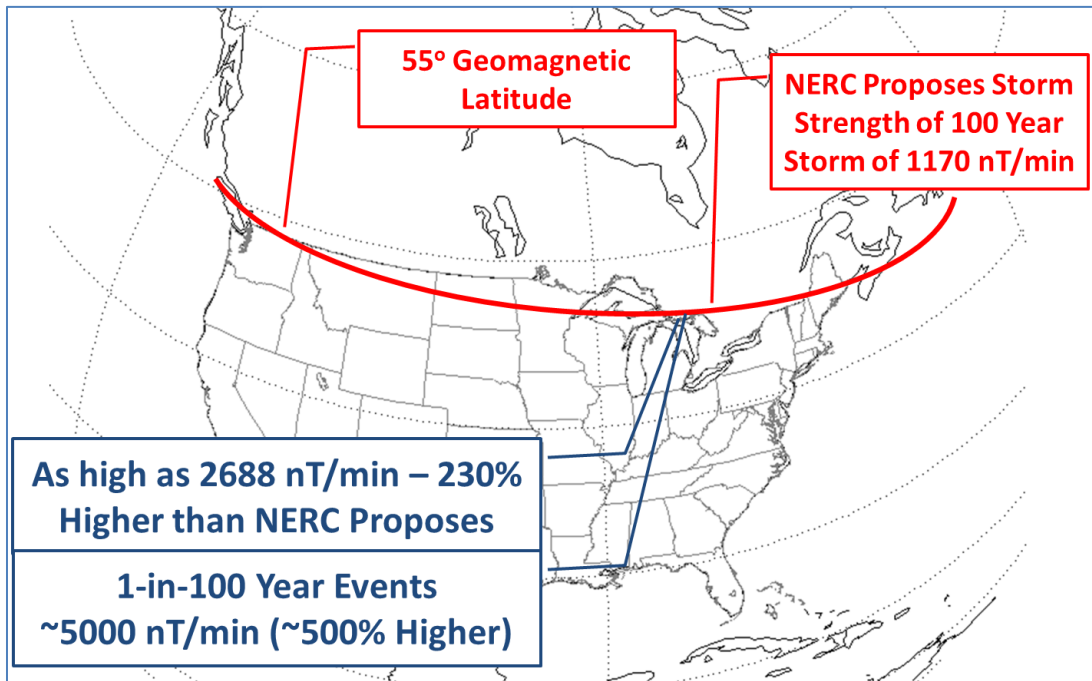 55° Geomagnetic
Latitude
NERC Proposes Storm
Strength of 100 Year
Storm of 1170 nT/min
As high as 2688 nT/min – 230%
Higher than NERC Proposes
1-in-100 Year Events
~5000 nT/min (~500% Higher)